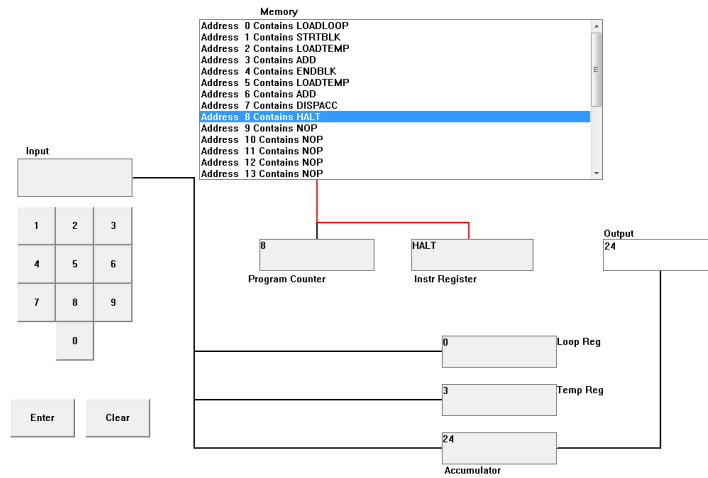 Memory
Address 0 Contains LOADLOOP
Address 1 Contains STRTBLK
Address 2 Contains LOADTEMP
Address 3 Contains ADD
Address 4 Contains ENDBLK
Address 5 Contains LOADTEMP
Address 6 Contains ADD
Address 7 Contains DISPACC
Address 8 Contains HALT
Address 9 Contains NOP
Address 10 Contains NOP
Address 11 Contains NOP
Address 12 Contains NOP
Address 13 Contains NOP
Input
1 2 3
4 5 6
7 8 9
0
Enter Clear
8
Program Counter
HALT
Instr Register
Output
24
0 Loop Reg
3 Temp Reg
24
Accumulator